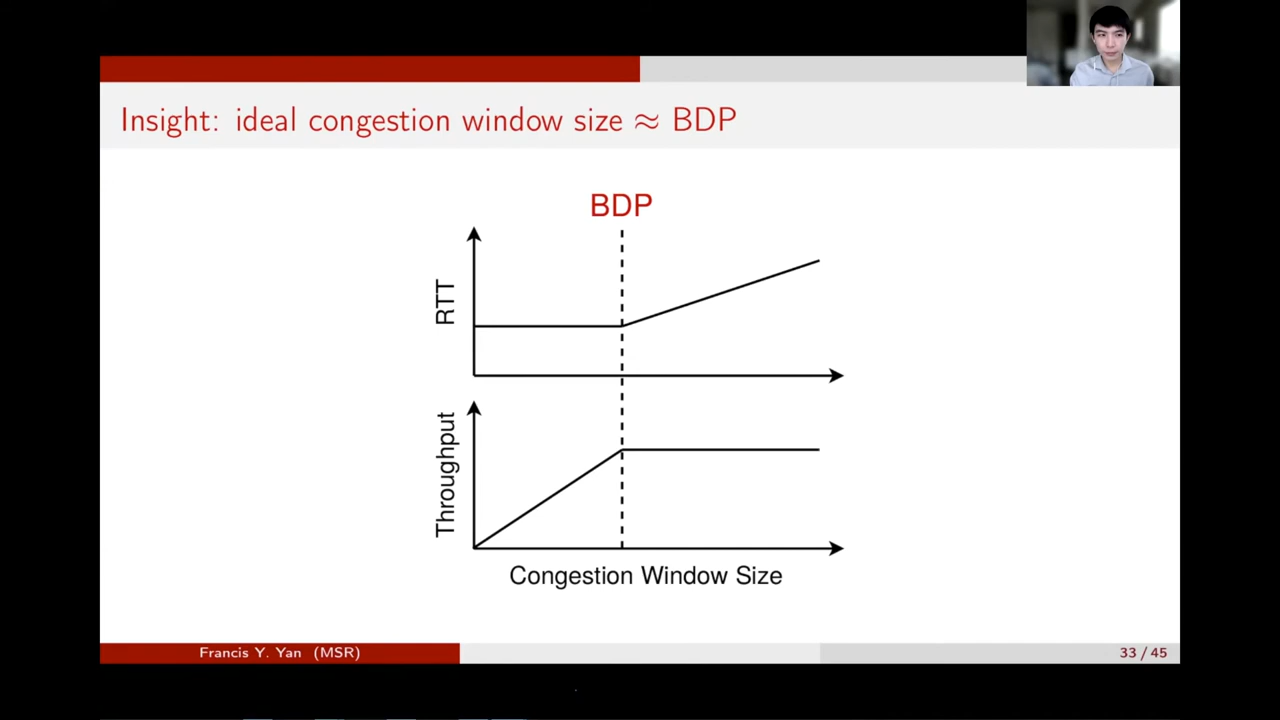 Insight: ideal congestion window size ≈ BDP
BDP
RTT
Throughput
Congestion Window Size
Francis Y. Yan (MSR)
33 / 45